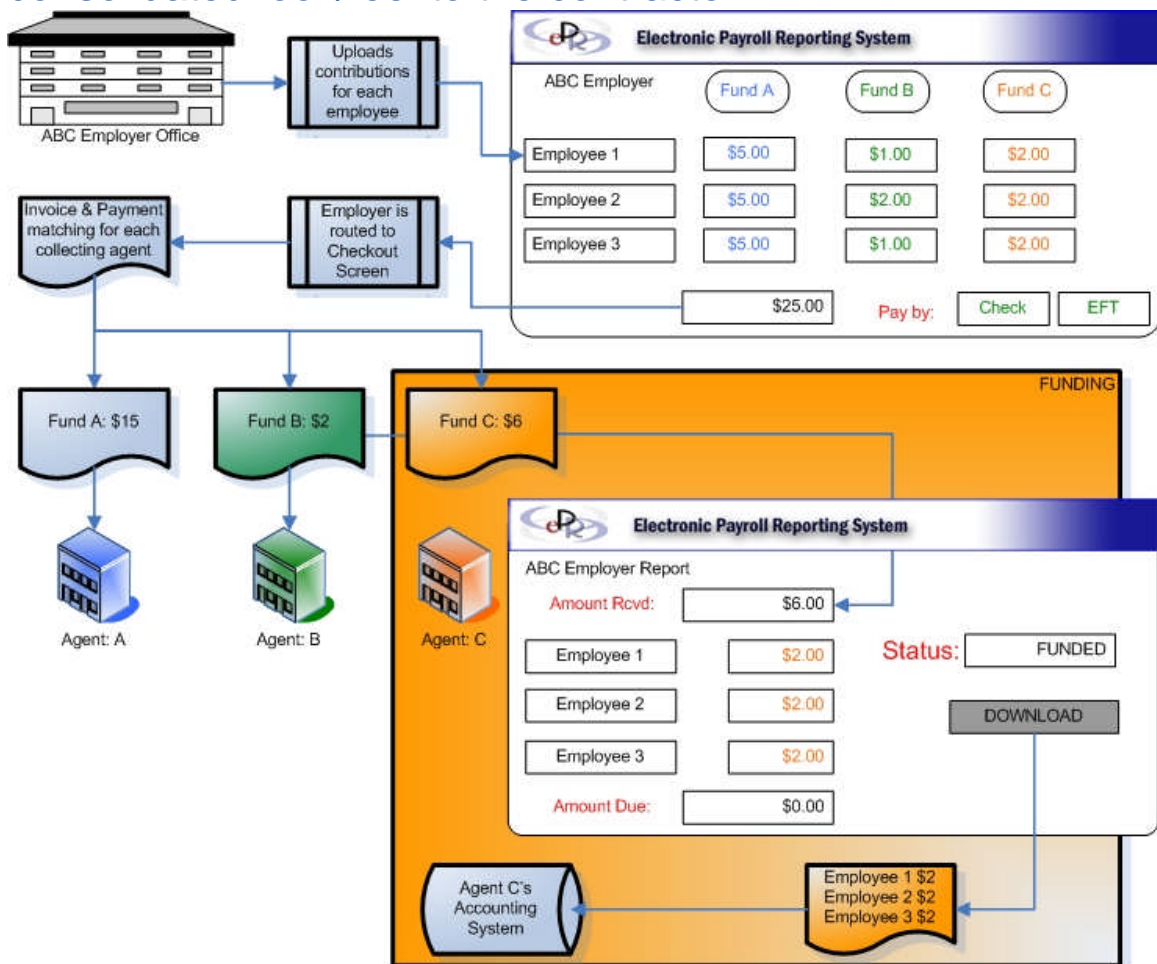 Uploads
contributions
for each
employee
ABC Employer Office
ePR Electronic Payroll Reporting System
ABC Employer
Fund A
Fund B
Fund C
Employee 1
$5.00
$1.00
$2.00
Employee 2
$5.00
$2.00
$2.00
Employee 3
$5.00
$1.00
$2.00
$25.00
Pay by:
Check
EFT
Invoice & Payment
matching for each
collecting agent
Employer is
routed to
Checkout
Screen
FUNDING
Fund A: $15
Fund B: $2
Fund C: $6
Agent: A
Agent: B
Agent: C
ePR Electronic Payroll Reporting System
ABC Employer Report
Amount Rcvd:
$6.00
Employee 1
$2.00
Employee 2
$2.00
Employee 3
$2.00
Amount Due:
$0.00
Status:
FUNDED
DOWNLOAD
Agent C's
Accounting
System
Employee 1 $2
Employee 2 $2
Employee 3 $2